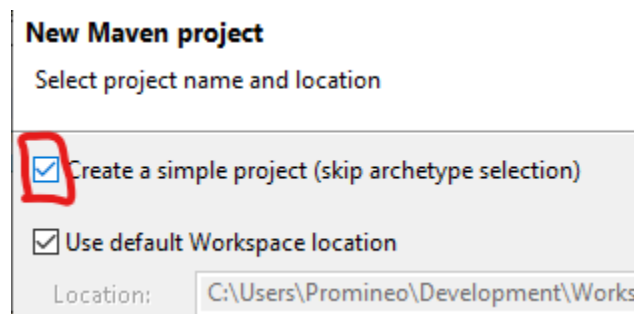 New Maven project
Select project name and location
Create a simple project (skip archetype selection)
Use default Workspace location
Location: C:\Users\Promineo\Development\Works